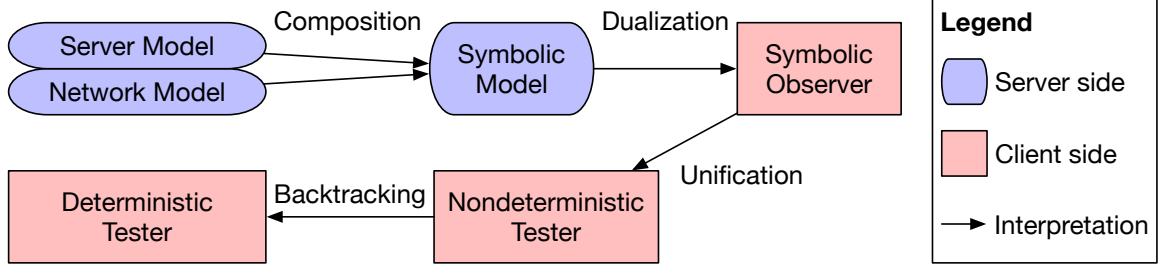 Server Model
Network Model
Composition
Symbolic
Model
Dualization
Symbolic
Observer
Unification
Nondeterministic
Tester
Backtracking
Deterministic
Tester
Legend
Server side
Client side
Interpretation